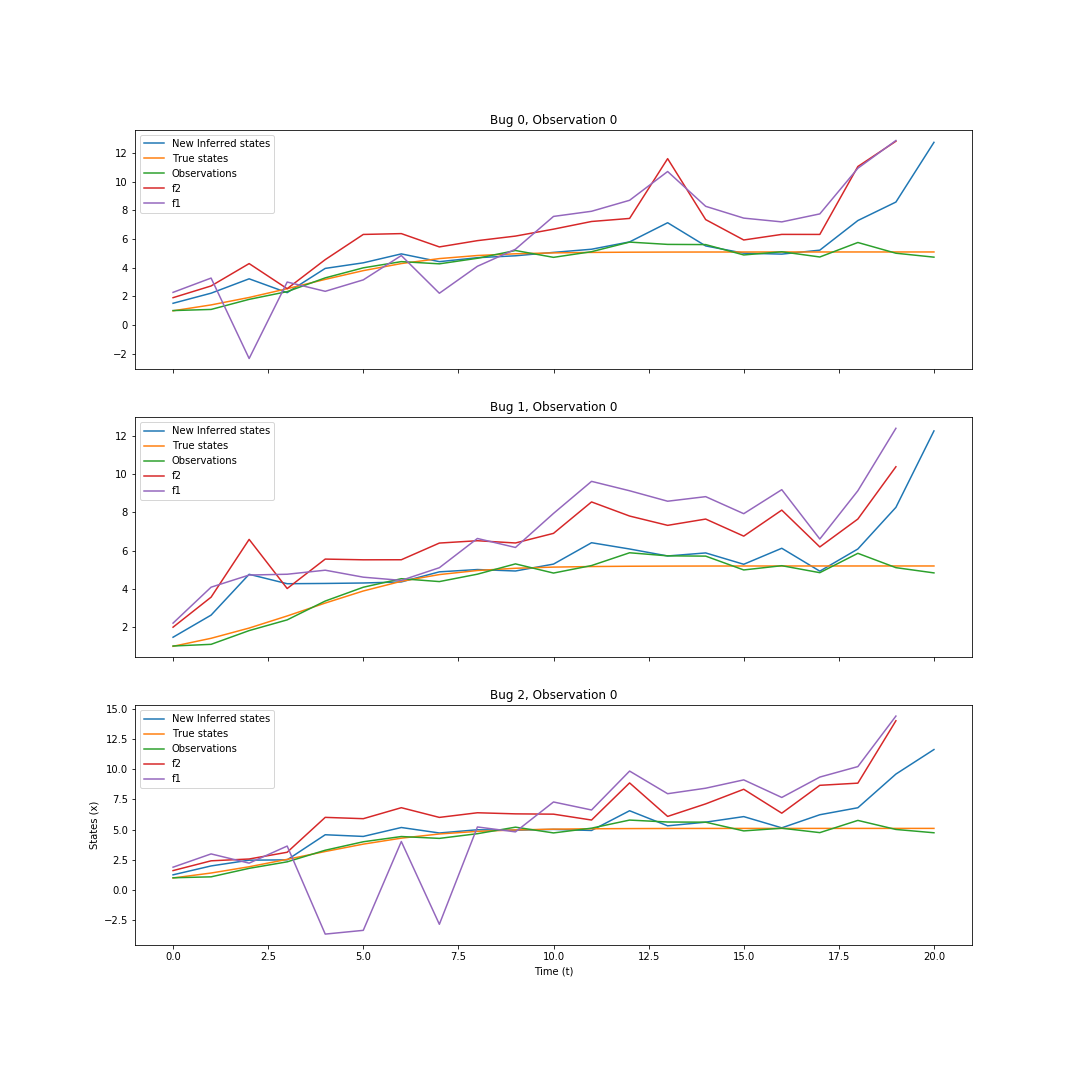 Bug 0, Observation 0
New Inferred states
True states
Observations
f2
f1
12
10
8
6
4
2
0
−2
Bug 1, Observation 0
New Inferred states
True states
Observations
f2
f1
12
10
8
6
4
2
Bug 2, Observation 0
New Inferred states
True states
Observations
f2
f1
15.0
12.5
10.0
7.5
5.0
2.5
0.0
−2.5
States (x)
0.0 2.5 5.0 7.5 10.0 12.5 15.0 17.5 20.0
Time (t)